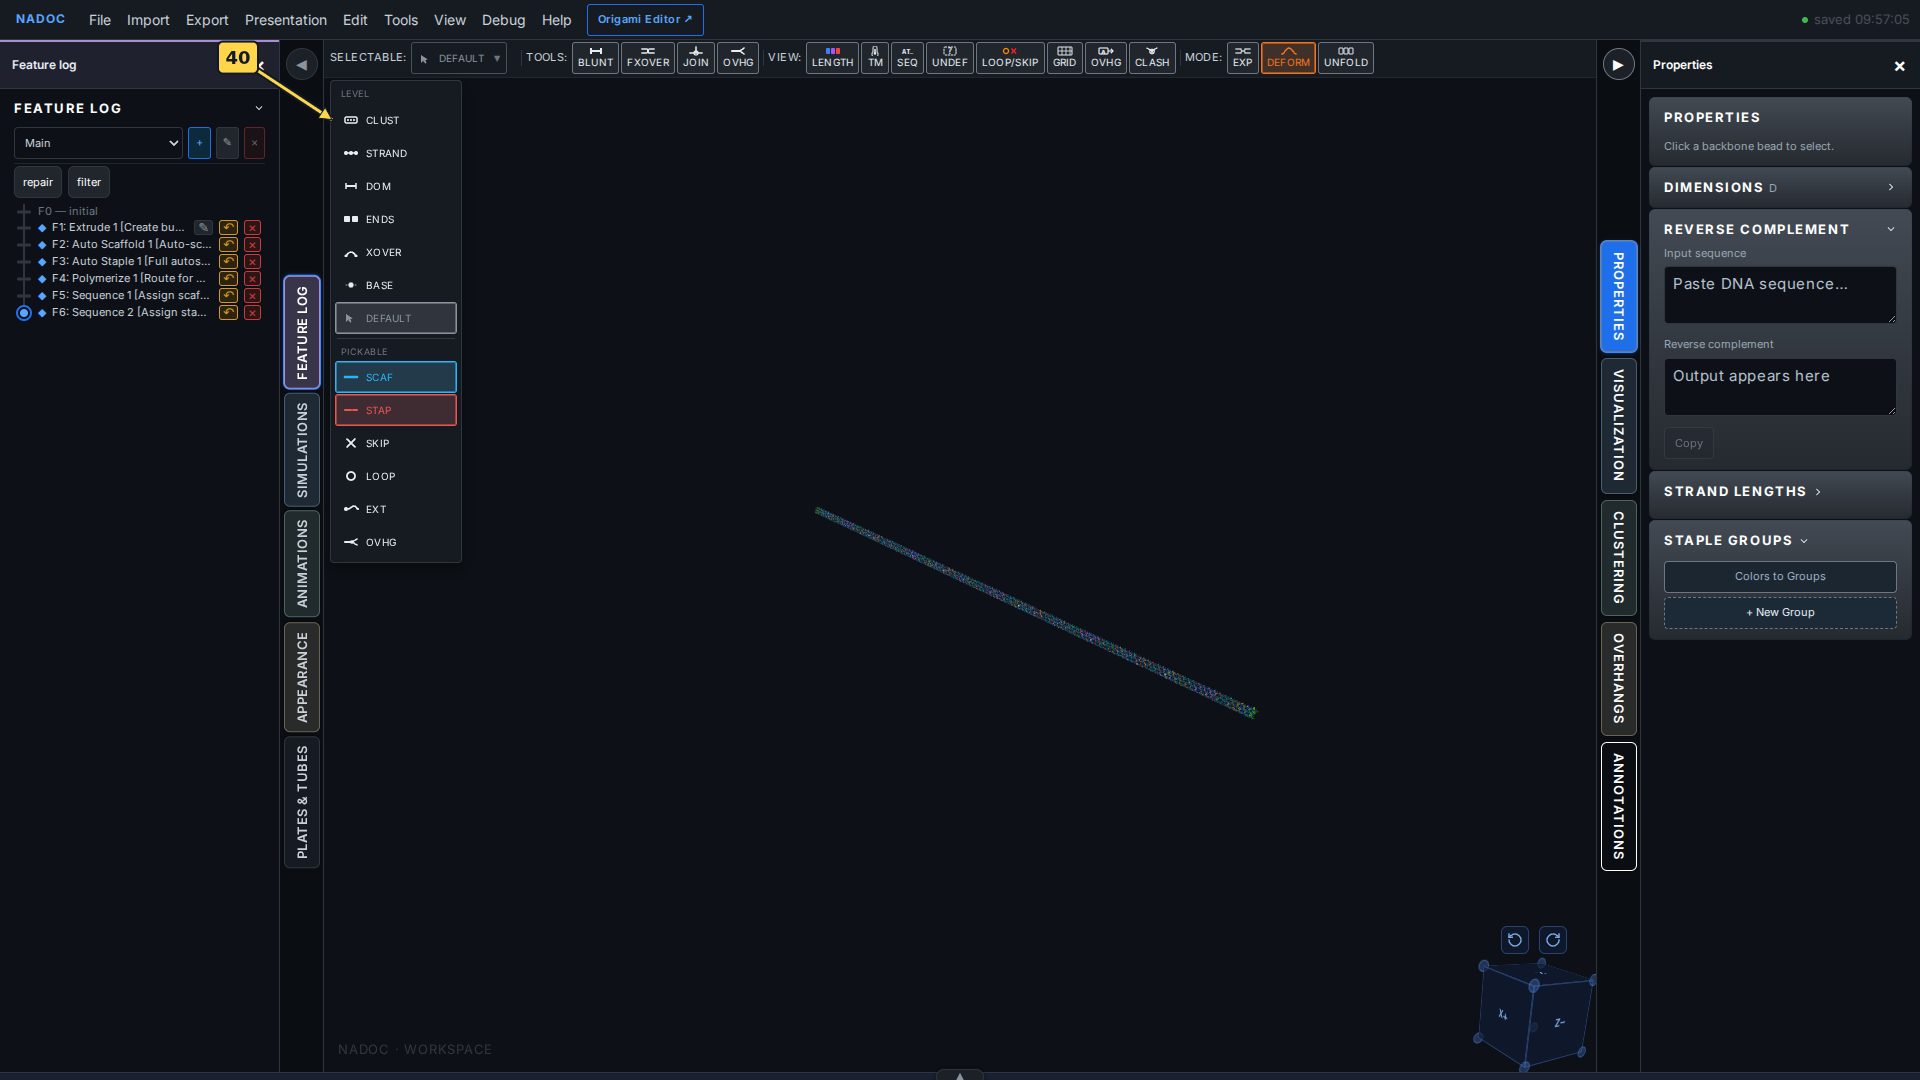 NADOC File Import Export Presentation Edit Tools View Debug Help Origami Editor ↗ saved 09:57:05
Feature log
40
SELECTABLE: DEFAULT
TOOLS: BLUNT FXOVER JOIN OVHG
VIEW: LENGTH TM SEQ UNDEF LOOP/SKIP GRID OVHG CLASH
MODE: EXP DEFORM UNFOLD
Properties
FEATURE LOG
Main
repair filter
F0 — initial
F1: Extrude 1 [Create bu...
F2: Auto Scaffold 1 [Auto-sc...
F3: Auto Staple 1 [Full autos...
F4: Polymerize 1 [Route for ...
F5: Sequence 1 [Assign scaf...
F6: Sequence 2 [Assign sta...
FEATURE LOG
SIMULATIONS
ANIMATIONS
APPEARANCE
PLATES & TUBES
LEVEL
CLUST
STRAND
DOM
ENDS
XOVER
BASE
DEFAULT
PICKABLE
SCAF
STAP
SKIP
LOOP
EXT
OVHG
NADOC · WORKSPACE
X+
Z-
PROPERTIES
VISUALIZATION
CLUSTERING
OVERHANGS
ANNOTATIONS
PROPERTIES
Click a backbone bead to select.
DIMENSIONS D
REVERSE COMPLEMENT
Input sequence
Paste DNA sequence...
Reverse complement
Output appears here
Copy
STRAND LENGTHS
STAPLE GROUPS
Colors to Groups
+ New Group